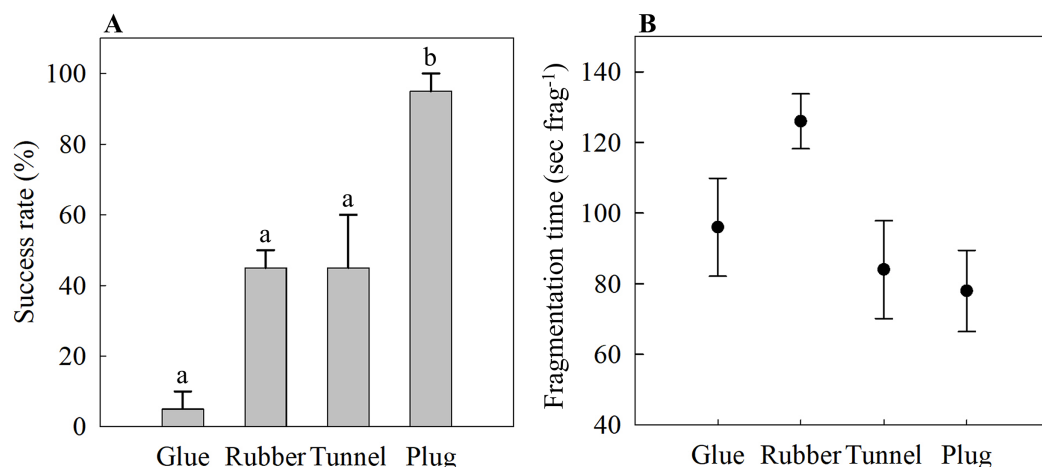 A
Success rate (%)
100
80
60
40
20
0
a
a
a
b
Glue Rubber Tunnel Plug
B
Fragmentation time (sec frag-1)
140
120
100
80
60
40
Glue Rubber Tunnel Plug